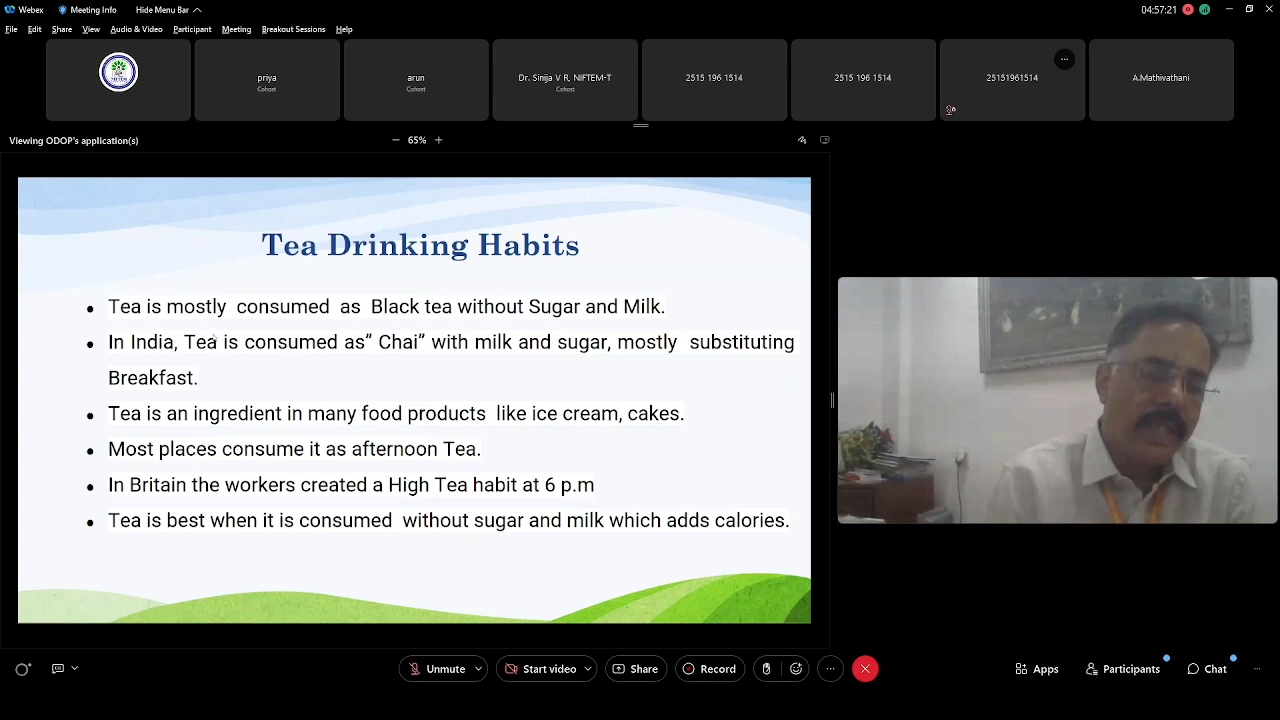 Webex
Meeting Info
Hide Menu Bar
04:57:21
File Edit Share View Audio & Video Participant Meeting Breakout Sessions Help
priya
Cohost
arun
Cohost
Dr. Sinija V R, NIFTEM-T
Cohost
2515 196 1514
2515 196 1514
25151961514
A.Mathivathani
Viewing ODOP's application(s)
65%
Tea Drinking Habits
• Tea is mostly consumed as Black tea without Sugar and Milk.
• In India, Tea is consumed as” Chai” with milk and sugar, mostly substituting
Breakfast.
• Tea is an ingredient in many food products like ice cream, cakes.
• Most places consume it as afternoon Tea.
• In Britain the workers created a High Tea habit at 6 p.m
• Tea is best when it is consumed without sugar and milk which adds calories.
Unmute
Start video
Share
Record
Apps
Participants
Chat